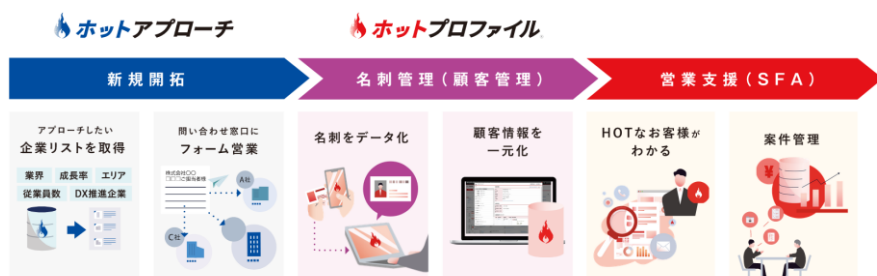 ホットアプローチ
ホットプロファイル
新規開拓
名刺管理（顧客管理）
営業支援（SFA）
アプローチしたい
企業リストを取得
業界 成長率 エリア
従業員数 DX推進企業
問い合わせ窓口に
フォーム営業
株式会社〇〇
A社
C社
名刺をデータ化
顧客情報を
一元化
HOTなお客様が
わかる
案件管理
¥